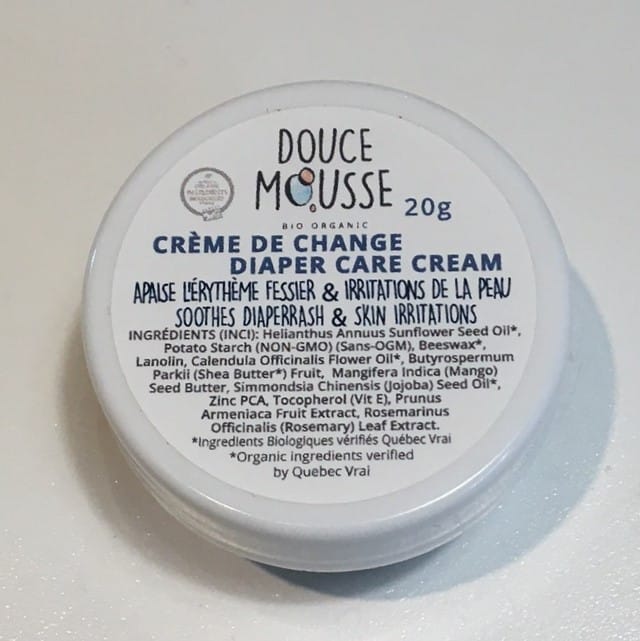 DOUCE
MOUSSE
20g
BIO ORGANIC
CRÈME DE CHANGE
DIAPER CARE CREAM
APAISE L'ÉRYTHÈME FESSIER & IRRITATIONS DE LA PEAU
SOOTHES DIAPERRASH & SKIN IRRITATIONS
INGRÉDIENTS (INCI): Helianthus Annuus Sunflower Seed Oil*,
Potato Starch (NON-GMO) (Sans-OGM), Beeswax*,
Lanolin, Calendula Officinalis Flower Oil*, Butyrospermum
Parkii (Shea Butter*) Fruit, Mangifera Indica (Mango)
Seed Butter, Simmondsia Chinensis (Jojoba) Seed Oil*,
Zinc PCA, Tocopherol (Vit E), Prunus
Armeniaca Fruit Extract, Rosemarinus
Officinalis (Rosemary) Leaf Extract.
*Ingredients Biologiques vérifiés Québec Vrai
*Organic ingredients verified
by Quebec Vrai